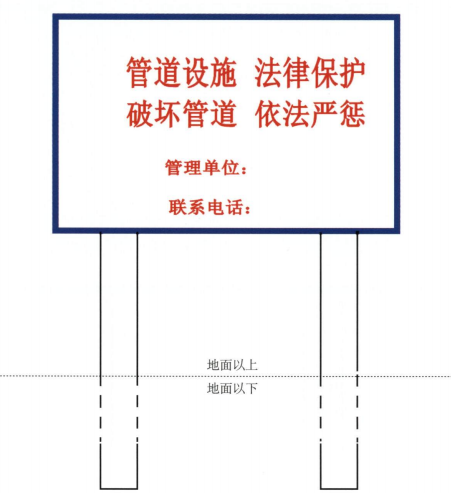 管道设施 法律保护
破坏管道 依法严惩
管理单位：
联系电话：
地面以上
地面以下